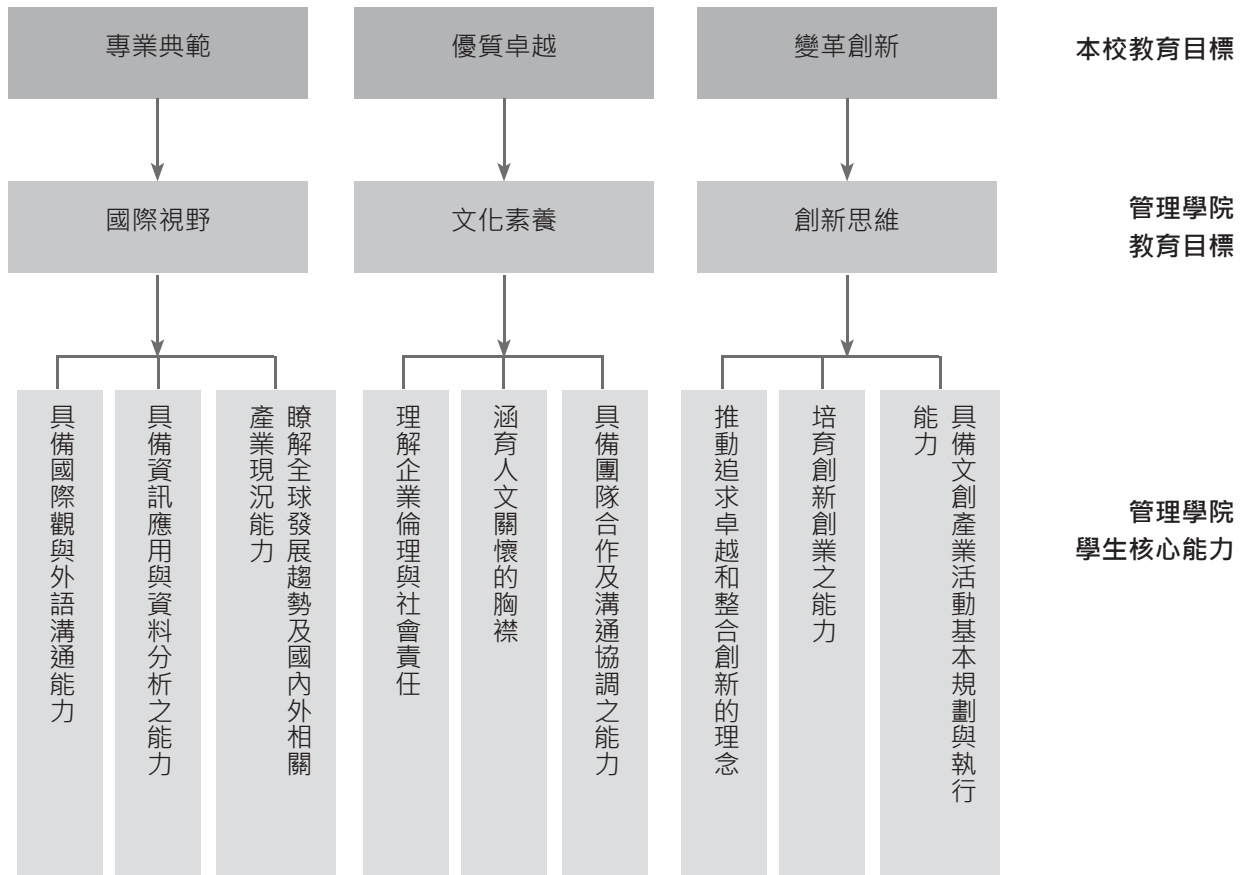 專業典範
優質卓越
變革創新
本校教育目標
國際視野
文化素養
創新思維
管理學院
教育目標
具備國際觀與外語溝通能力
具備資訊應用與資料分析之能力
瞭解全球發展趨勢及國內外相關
產業現況能力
理解企業倫理與社會責任
涵育人文關懷的胸襟
具備團隊合作及溝通協調之能力
推動追求卓越和整合創新的理念
培育創新創業之能力
具備文創產業活動基本規劃與執行
能力
管理學院
學生核心能力